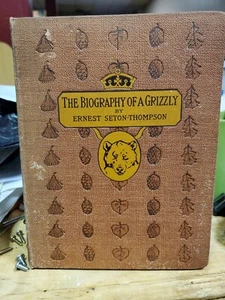 THE BIOGRAPHY OF A GRIZZLY
BY
ERNEST SETON-THOMPSON